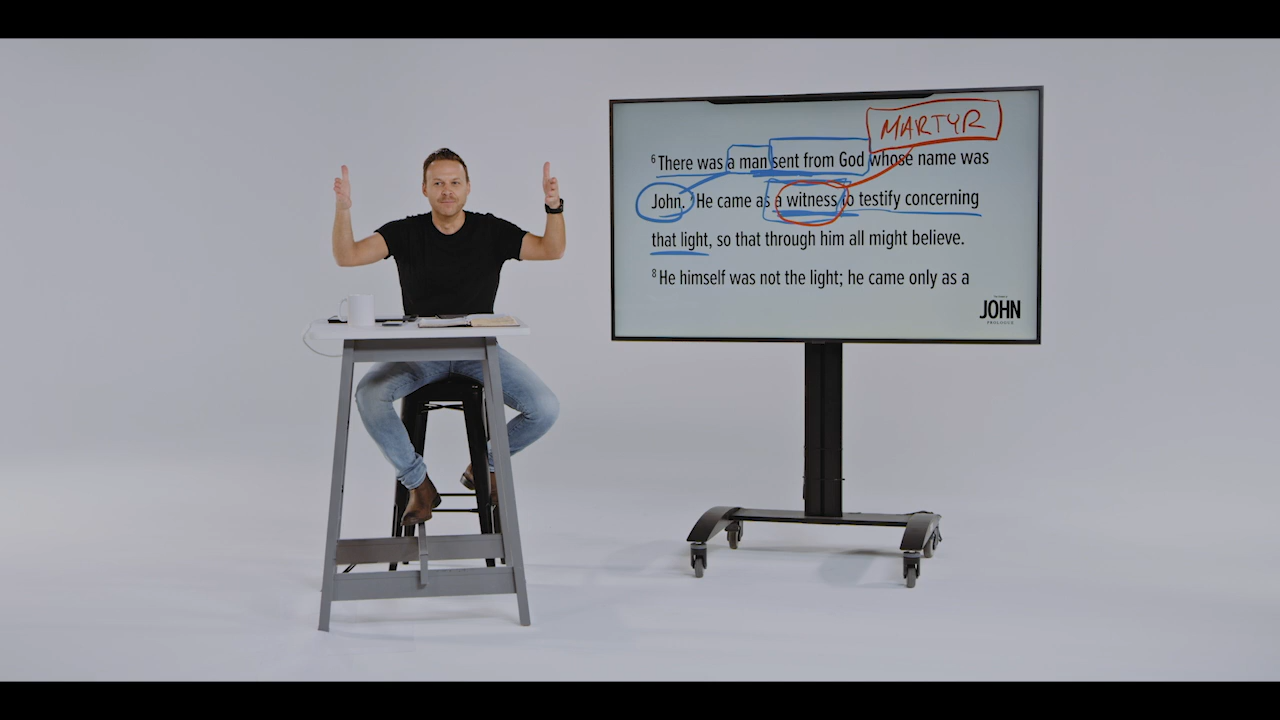 MARTYR
⁶ There was a man sent from God whose name was
John. ⁷ He came as a witness to testify concerning
that light, so that through him all might believe.
⁸ He himself was not the light; he came only as a
JOHN
PROLOGUE